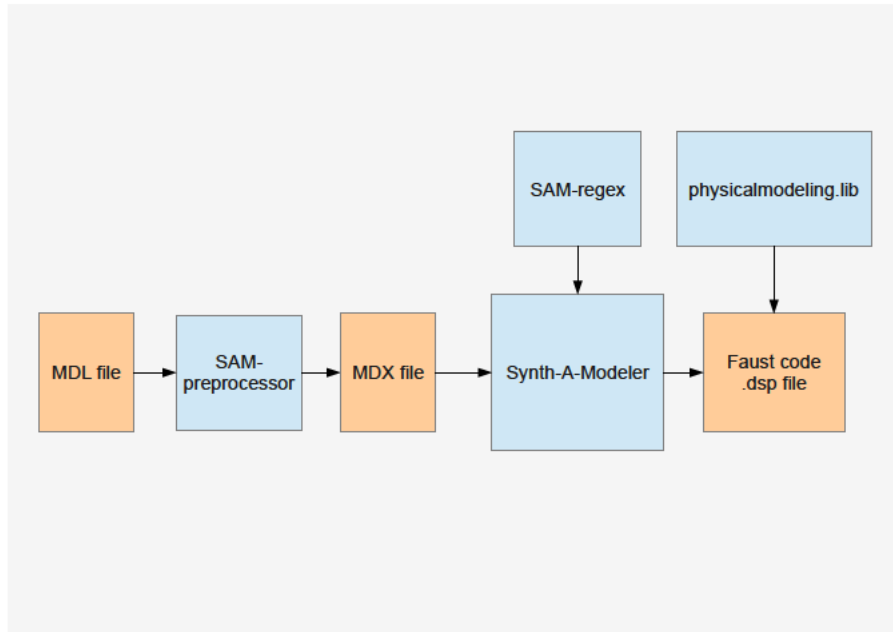 SAM-regex
physicalmodeling.lib
MDL file
SAM-
preprocessor
MDX file
Synth-A-Modeler
Faust code
.dsp file